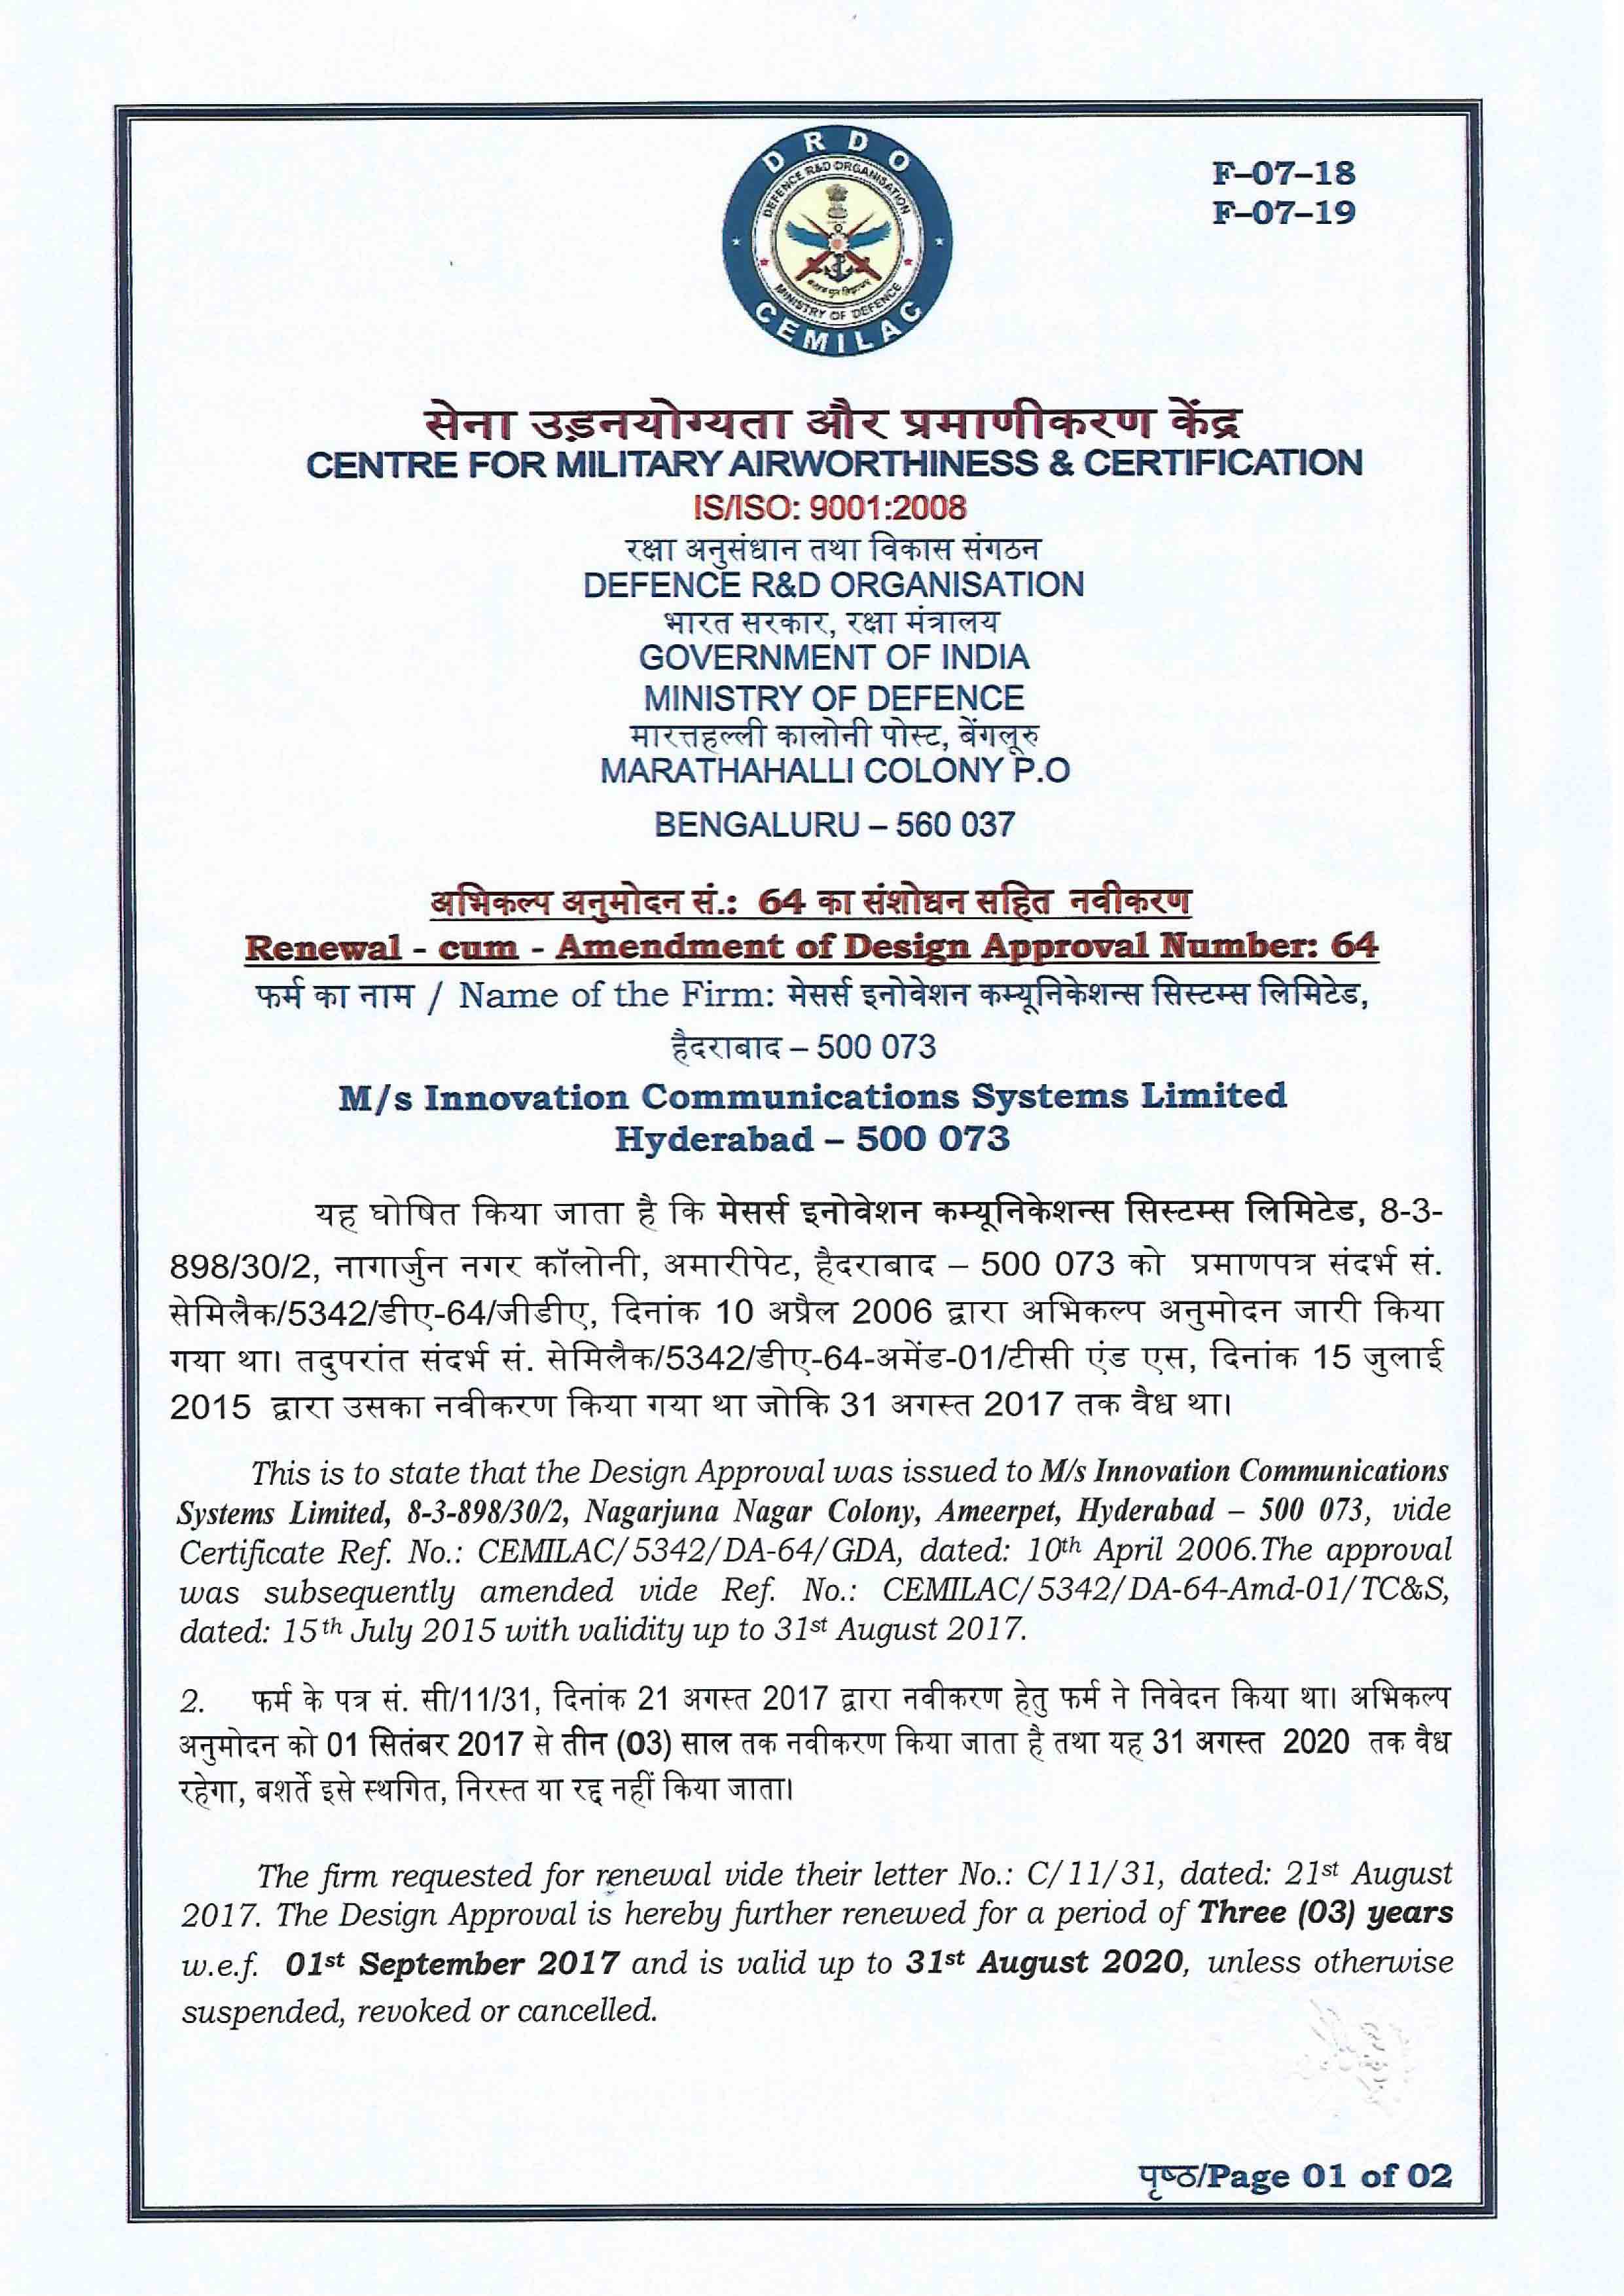 DRDO
DEFENCE R&D ORGANISATION
MINISTRY OF DEFENCE
CEMILAC
F–07–18
F–07–19
सेना उड़नयोग्यता और प्रमाणीकरण केंद्र
CENTRE FOR MILITARY AIRWORTHINESS & CERTIFICATION
IS/ISO: 9001:2008
रक्षा अनुसंधान तथा विकास संगठन
DEFENCE R&D ORGANISATION
भारत सरकार, रक्षा मंत्रालय
GOVERNMENT OF INDIA
MINISTRY OF DEFENCE
मारत्तहल्ली कालोनी पोस्ट, बेंगलूरु
MARATHAHALLI COLONY P.O
BENGALURU – 560 037
अभिकल्प अनुमोदन सं.: 64 का संशोधन सहित नवीकरण
Renewal - cum - Amendment of Design Approval Number: 64
फर्म का नाम / Name of the Firm: मेसर्स इनोवेशन कम्यूनिकेशन्स सिस्टम्स लिमिटेड,
हैदराबाद – 500 073
M/s Innovation Communications Systems Limited
Hyderabad – 500 073
यह घोषित किया जाता है कि मेसर्स इनोवेशन कम्यूनिकेशन्स सिस्टम्स लिमिटेड, 8-3-
898/30/2, नागार्जुन नगर कॉलोनी, अमारीपेट, हैदराबाद – 500 073 को प्रमाणपत्र संदर्भ सं.
सेमिलैक/5342/डीए-64/जीडीए, दिनांक 10 अप्रैल 2006 द्वारा अभिकल्प अनुमोदन जारी किया
गया था। तदुपरांत संदर्भ सं. सेमिलैक/5342/डीए-64-अमेंड-01/टीसी एंड एस, दिनांक 15 जुलाई
2015 द्वारा उसका नवीकरण किया गया था जोकि 31 अगस्त 2017 तक वैध था।
This is to state that the Design Approval was issued to M/s Innovation Communications
Systems Limited, 8-3-898/30/2, Nagarjuna Nagar Colony, Ameerpet, Hyderabad – 500 073, vide
Certificate Ref. No.: CEMILAC/5342/DA-64/GDA, dated: 10th April 2006.The approval
was subsequently amended vide Ref. No.: CEMILAC/5342/DA-64-Amd-01/TC&S,
dated: 15th July 2015 with validity up to 31st August 2017.
2. फर्म के पत्र सं. सी/11/31, दिनांक 21 अगस्त 2017 द्वारा नवीकरण हेतु फर्म ने निवेदन किया था। अभिकल्प
अनुमोदन को 01 सितंबर 2017 से तीन (03) साल तक नवीकरण किया जाता है तथा यह 31 अगस्त 2020 तक वैध
रहेगा, बशर्ते इसे स्थगित, निरस्त या रद्द नहीं किया जाता।
The firm requested for renewal vide their letter No.: C/11/31, dated: 21st August
2017. The Design Approval is hereby further renewed for a period of Three (03) years
w.e.f. 01st September 2017 and is valid up to 31st August 2020, unless otherwise
suspended, revoked or cancelled.
पृष्ठ/Page 01 of 02